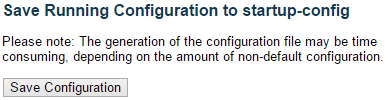 Save Running Configuration to startup-config
Please note: The generation of the configuration file may be time
consuming, depending on the amount of non-default configuration.
Save Configuration